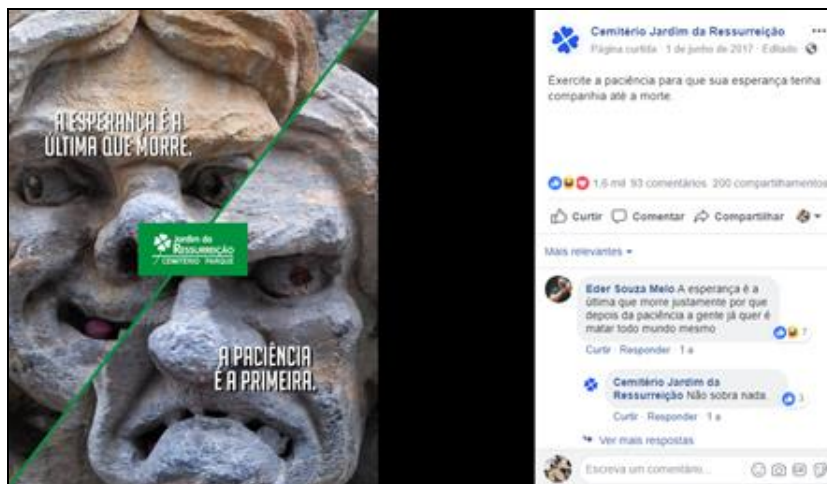 A ESPERANÇA É A
ÚLTIMA QUE MORRE.
Jardim da
RESSURREIÇÃO
CEMITÉRIO PARQUE
A PACIÊNCIA
É A PRIMEIRA.
Cemitério Jardim da Ressurreição
Página curtida · 1 de junho de 2017 · Editado
Exercite a paciência para que sua esperança tenha
companhia até a morte.
1,6 mil 93 comentários 200 compartilhamentos
Curtir Comentar Compartilhar
Mais relevantes
Eder Souza Melo A esperança é a
última que morre justamente por que
depois da paciência a gente já quer é
matar todo mundo mesmo
7
Curtir · Responder · 1 a
Cemitério Jardim da
Ressurreição Não sobra nada.
3
Curtir · Responder · 1 a
Ver mais respostas
Escreva um comentário...